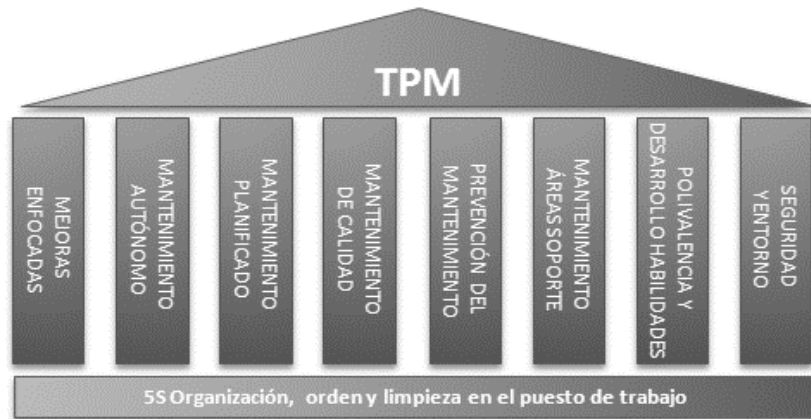 TPM
MEJORAS
ENFOCADAS
MANTENIMIENTO
AUTÓNOMO
MANTENIMIENTO
PLANIFICADO
MANTENIMIENTO
DE CALIDAD
PREVENCIÓN DEL
MANTENIMIENTO
MANTENIMIENTO
ÁREAS SOPORTE
POLIVALENCIA Y
DESARROLLO HABILIDADES
SEGURIDAD
Y ENTORNO
5S Organización, orden y limpieza en el puesto de trabajo